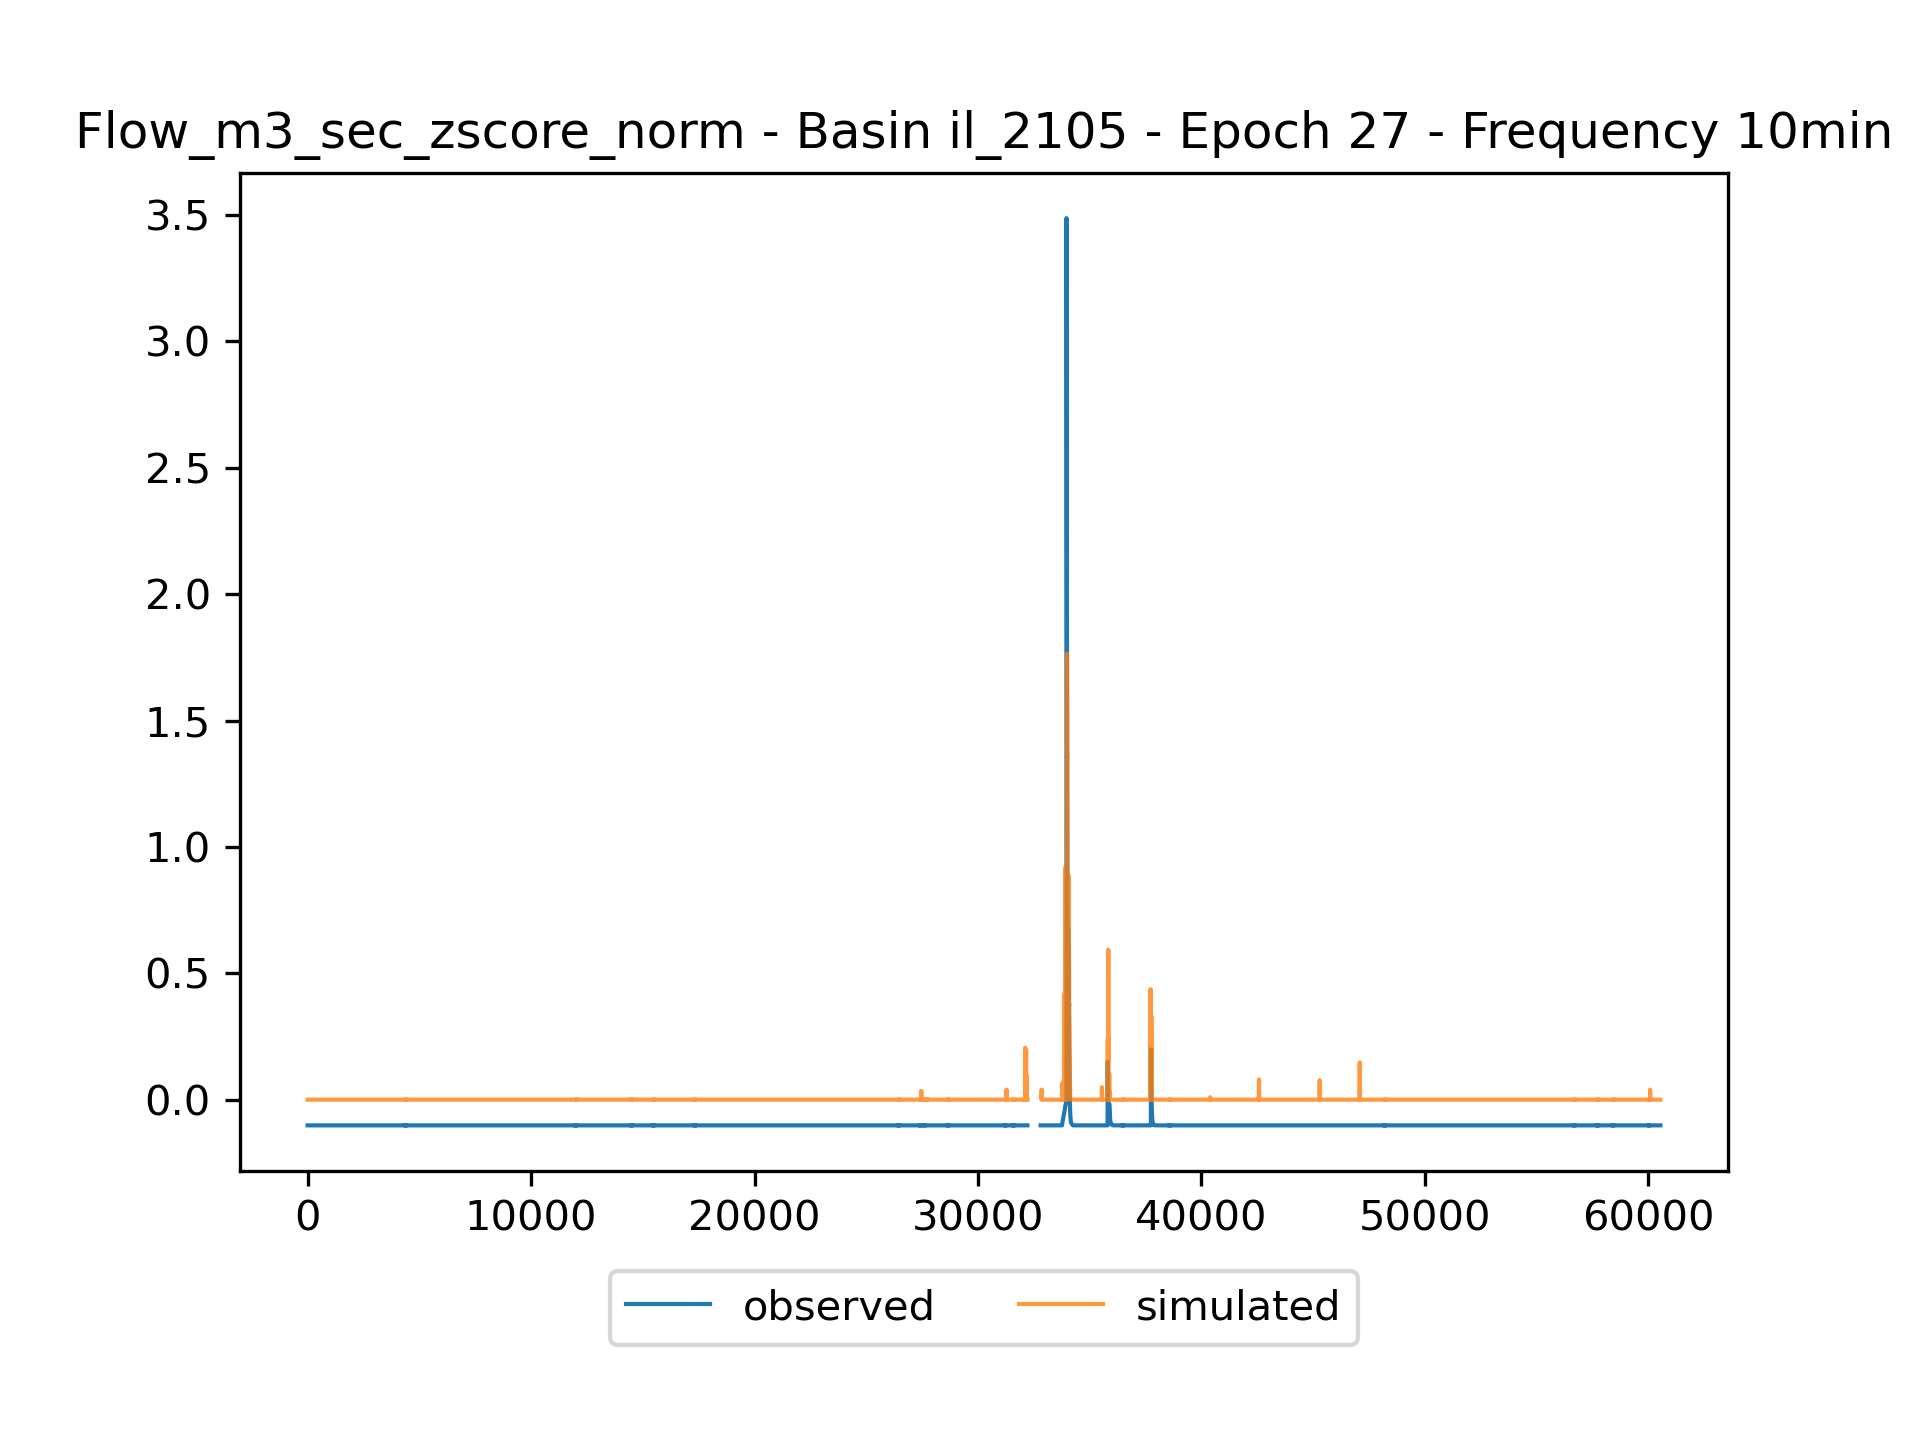 Flow_m3_sec_zscore_norm - Basin il_2105 - Epoch 27 - Frequency 10min
3.5
3.0
2.5
2.0
1.5
1.0
0.5
0.0
0 10000 20000 30000 40000 50000 60000
observed simulated